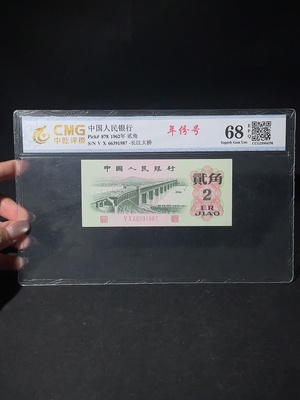 CMG
中乾评级
中国人民银行
Pick# 878 1962年 贰角
S/N V X 66391987 -长江大桥
年份号
68
EPQ
Superb Gem Unc
中国人民银行
贰角
2
ER
JIAO
VX66391987